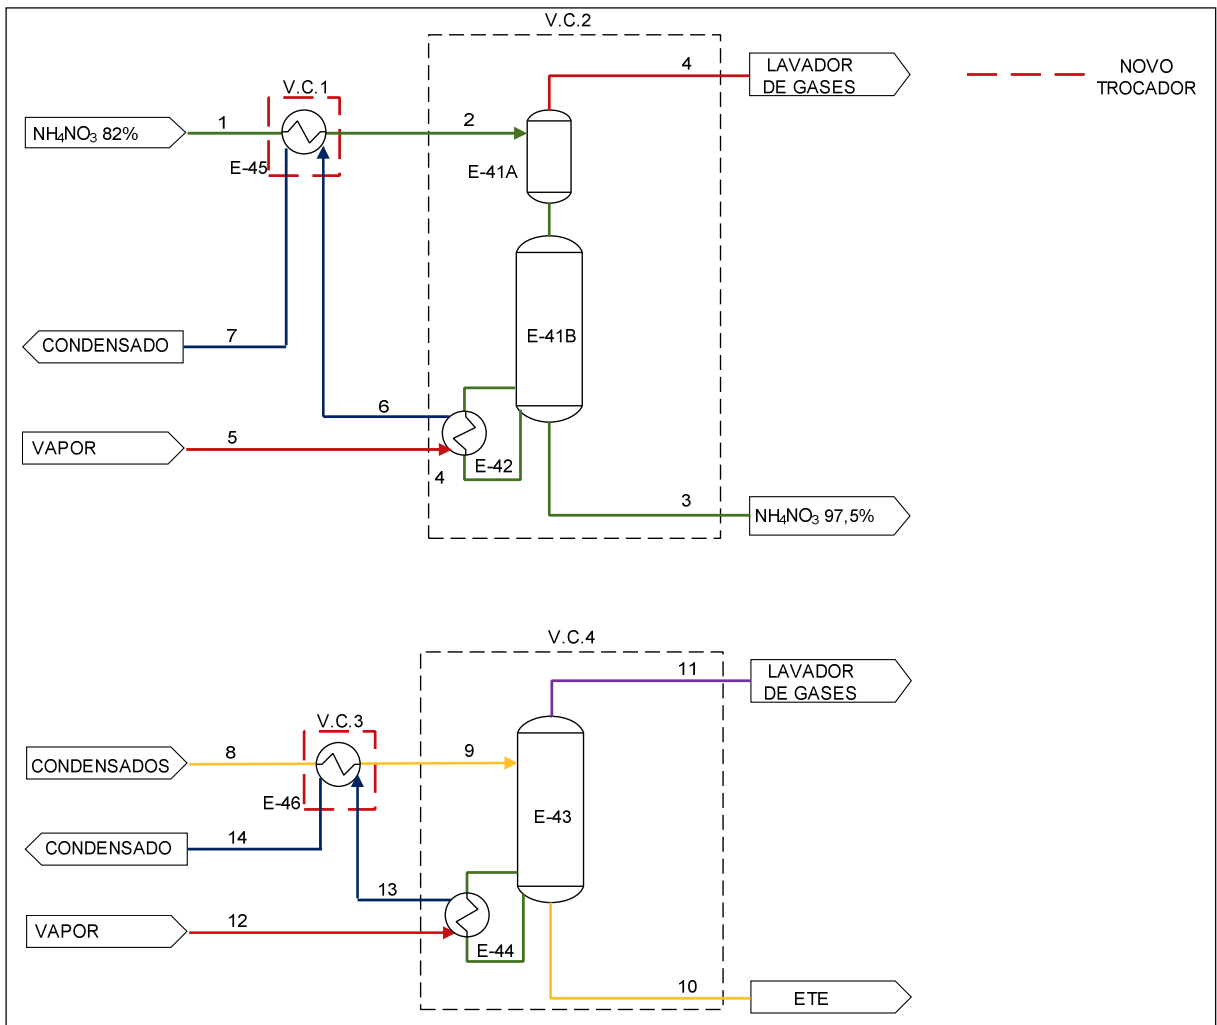 V.C.2
4
LAVADOR
DE GASES
NOVO
TROCADOR
V.C.1
NH4NO3 82%
1
2
E-45
E-41A
7
CONDENSADO
E-41B
6
VAPOR
5
E-42
4
3
NH4NO3 97,5%
V.C.4
11
LAVADOR
DE GASES
V.C.3
8
9
CONDENSADOS
E-46
E-43
14
CONDENSADO
13
12
VAPOR
E-44
10
ETE